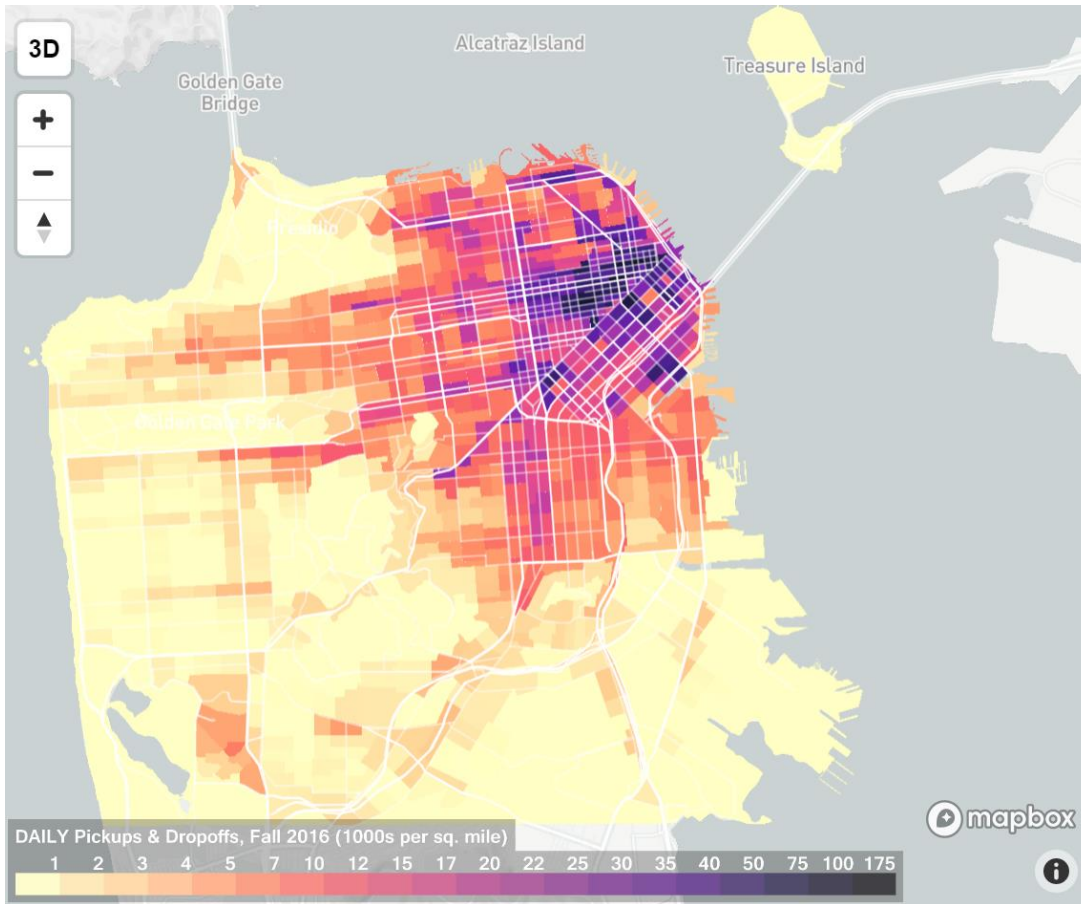 3D
Alcatraz Island
Treasure Island
Golden Gate
Bridge
+
−
Presidio
Golden Gate Park
mapbox
DAILY Pickups & Dropoffs, Fall 2016 (1000s per sq. mile)
1 2 3 4 5 7 10 12 15 17 20 22 25 30 35 40 50 75 100 175
i